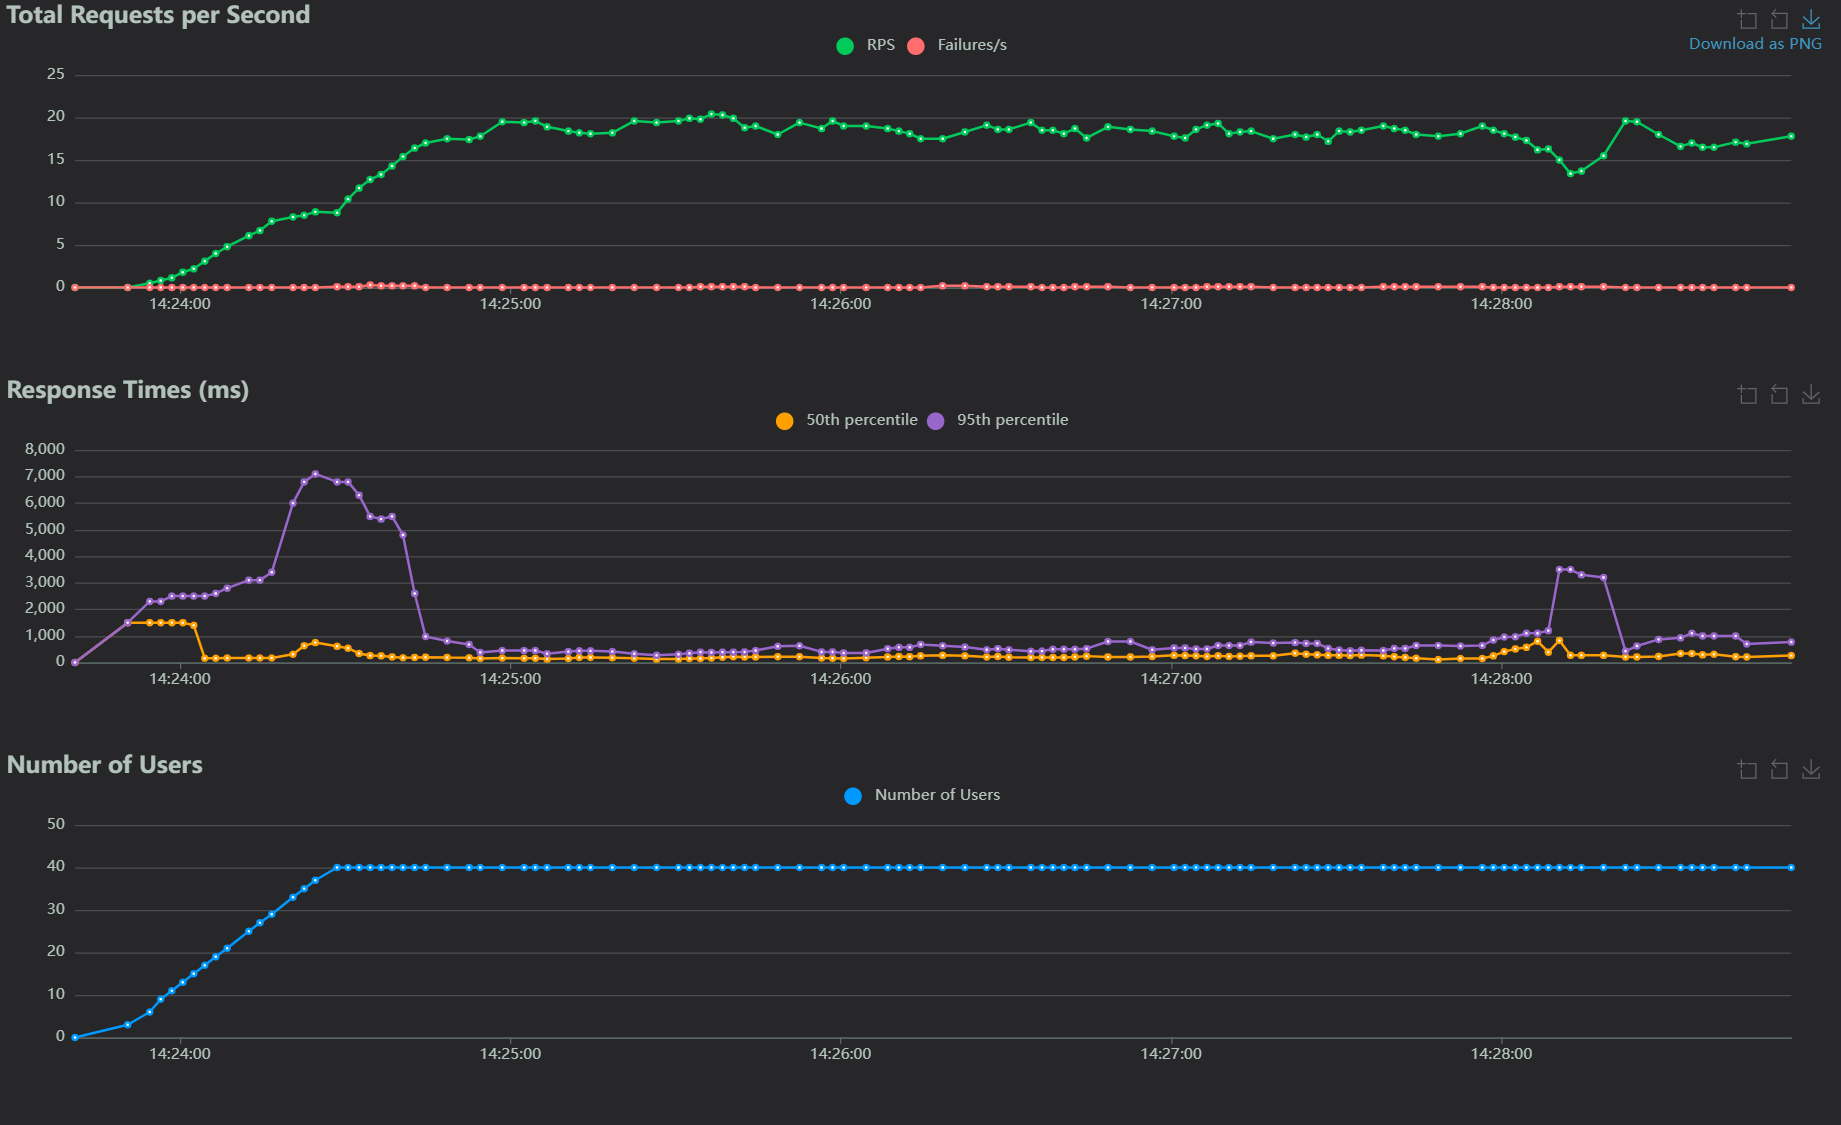 Total Requests per Second
Download as PNG
RPS Failures/s
25
20
15
10
5
0
14:24:00 14:25:00 14:26:00 14:27:00 14:28:00
Response Times (ms)
50th percentile 95th percentile
8,000
7,000
6,000
5,000
4,000
3,000
2,000
1,000
0
14:24:00 14:25:00 14:26:00 14:27:00 14:28:00
Number of Users
Number of Users
50
40
30
20
10
0
14:24:00 14:25:00 14:26:00 14:27:00 14:28:00